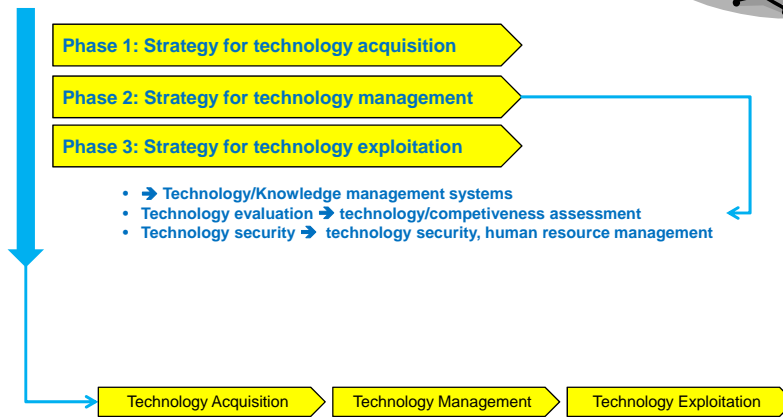 Phase 1: Strategy for technology acquisition
Phase 2: Strategy for technology management
Phase 3: Strategy for technology exploitation
• ➔ Technology/Knowledge management systems
• Technology evaluation ➔ technology/competiveness assessment
• Technology security ➔ technology security, human resource management
Technology Acquisition
Technology Management
Technology Exploitation